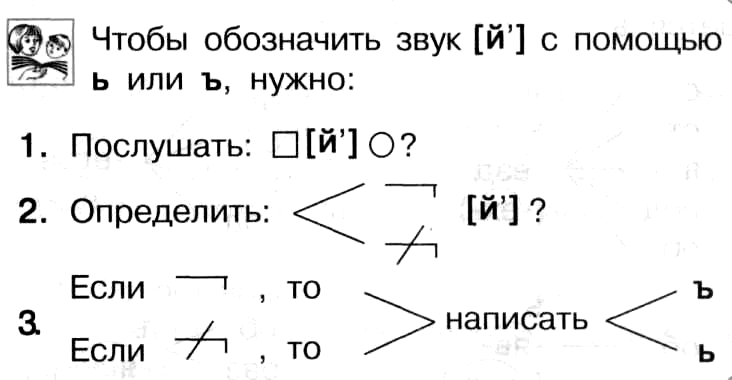 Чтобы обозначить звук [й’] с помощью
ь или ъ, нужно:
1. Послушать: [й’] ?
2. Определить: [й’] ?
3.
Если , то
Если , то
написать
ъ
ь